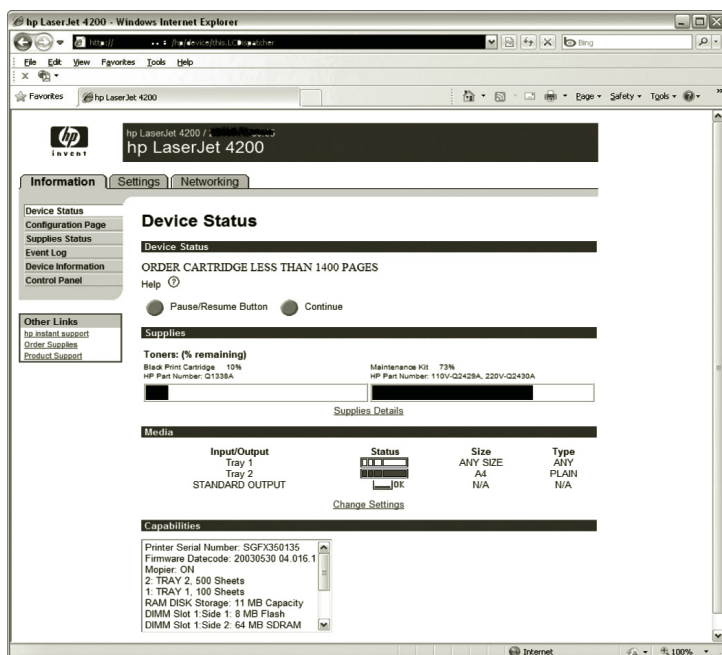 hp LaserJet 4200 - Windows Internet Explorer
http:// /hp/device/this.LCDispatcher
Bing
File Edit View Favorites Tools Help
Favorites hp LaserJet 4200 Page Safety Tools
hp LaserJet 4200 /
hp LaserJet 4200
hp
invent
Information Settings Networking
Device Status
Configuration Page
Supplies Status
Event Log
Device Information
Control Panel
Other Links
hp instant support
Order Supplies
Product Support
Device Status
Device Status
ORDER CARTRIDGE LESS THAN 1400 PAGES
Help ?
Pause/Resume Button Continue
Supplies
Toners: (% remaining)
Black Print Cartridge 10%
HP Part Number: Q1338A
Maintenance Kit 73%
HP Part Number: 110V-Q2429A, 220V-Q2430A
Supplies Details
Media
Input/Output Status Size Type
Tray 1 ANY SIZE ANY
Tray 2 A4 PLAIN
STANDARD OUTPUT OK N/A N/A
Change Settings
Capabilities
Printer Serial Number: SGFX350135
Firmware Datecode: 20030530 04.016.1
Mopier: ON
2: TRAY 2, 500 Sheets
1: TRAY 1, 100 Sheets
RAM DISK Storage: 11 MB Capacity
DIMM Slot 1:Side 1: 8 MB Flash
DIMM Slot 1:Side 2: 64 MB SDRAM
Internet 100%